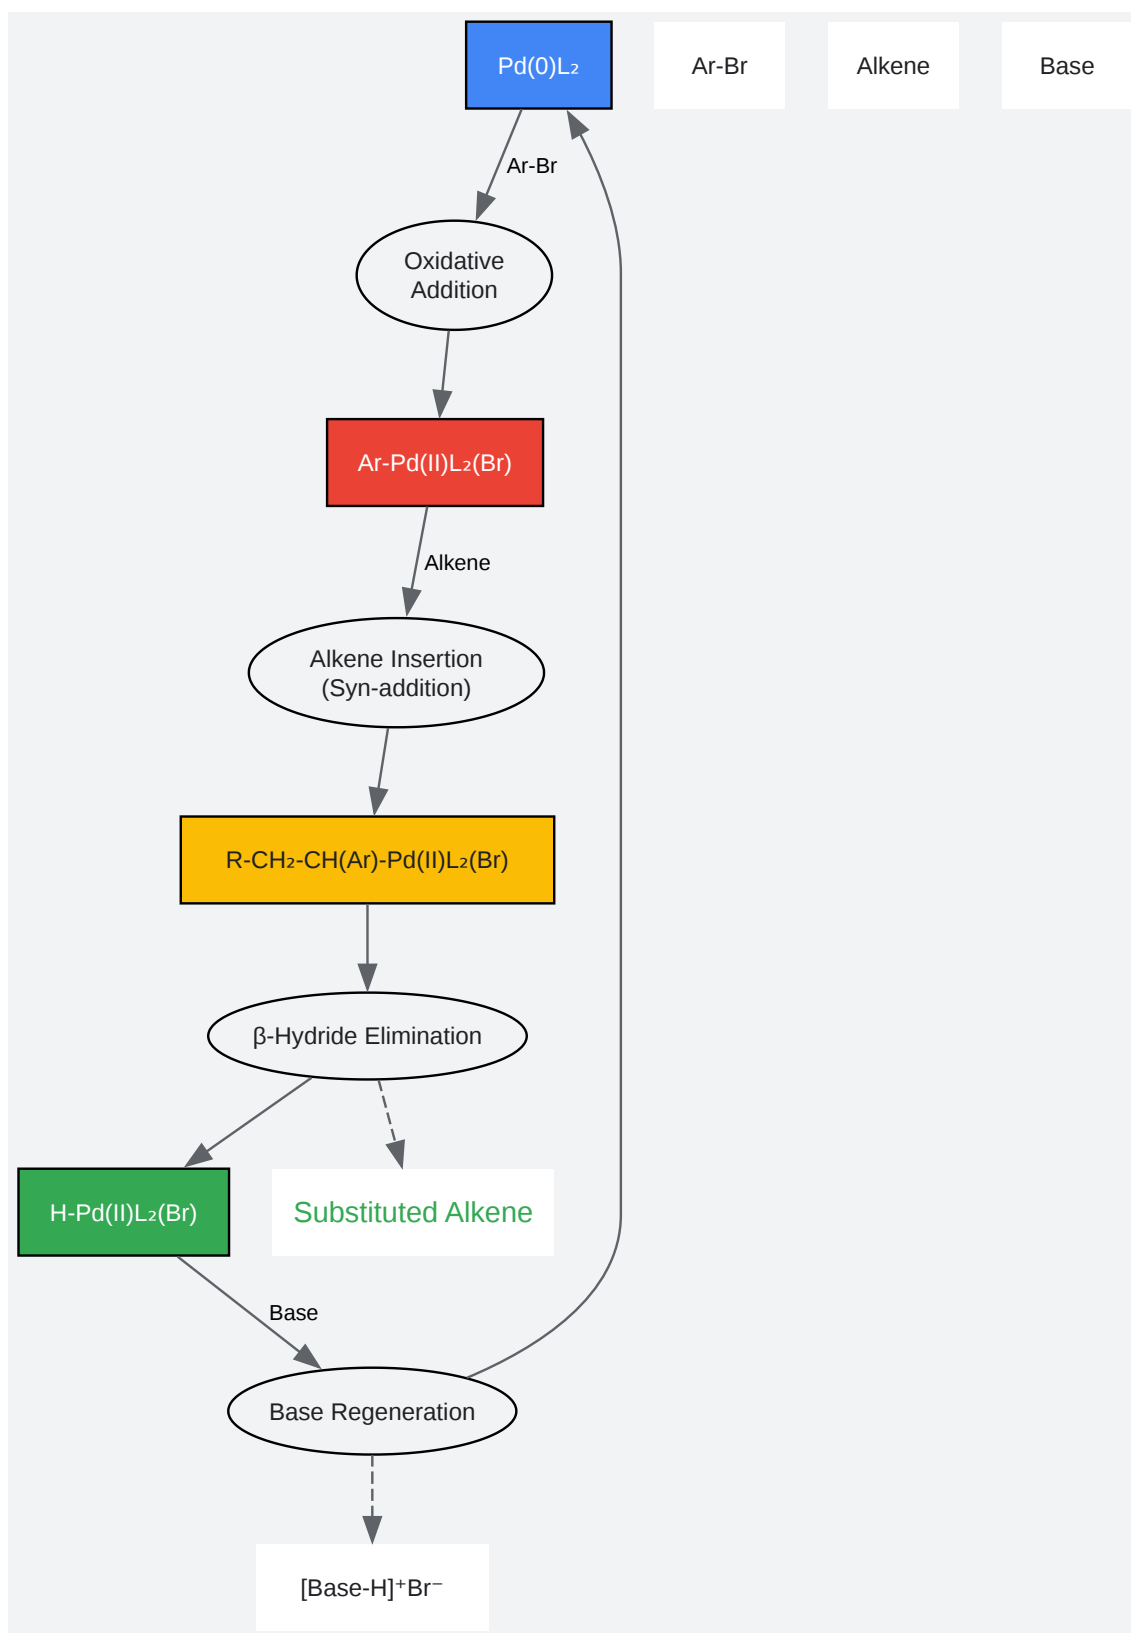 Pd(0)L₂
Ar-Br
Alkene
Base
Ar-Br
Oxidative
Addition
Ar-Pd(II)L₂(Br)
Alkene
Alkene Insertion
(Syn-addition)
R-CH₂-CH(Ar)-Pd(II)L₂(Br)
β-Hydride Elimination
H-Pd(II)L₂(Br)
Substituted Alkene
Base
Base Regeneration
[Base-H]⁺Br⁻